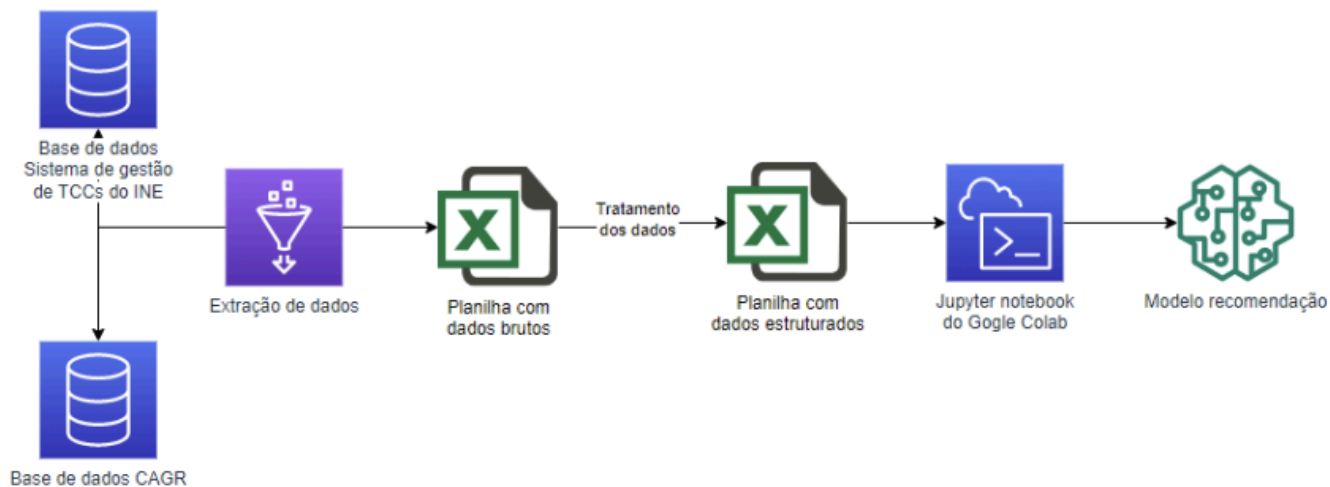 Base de dados
Sistema de gestão
de TCCs do INE
Extração de dados
Planilha com
dados brutos
Tratamento
dos dados
Planilha com
dados estruturados
Jupyter notebook
do Gogle Colab
Modelo recomendação
Base de dados CAGR